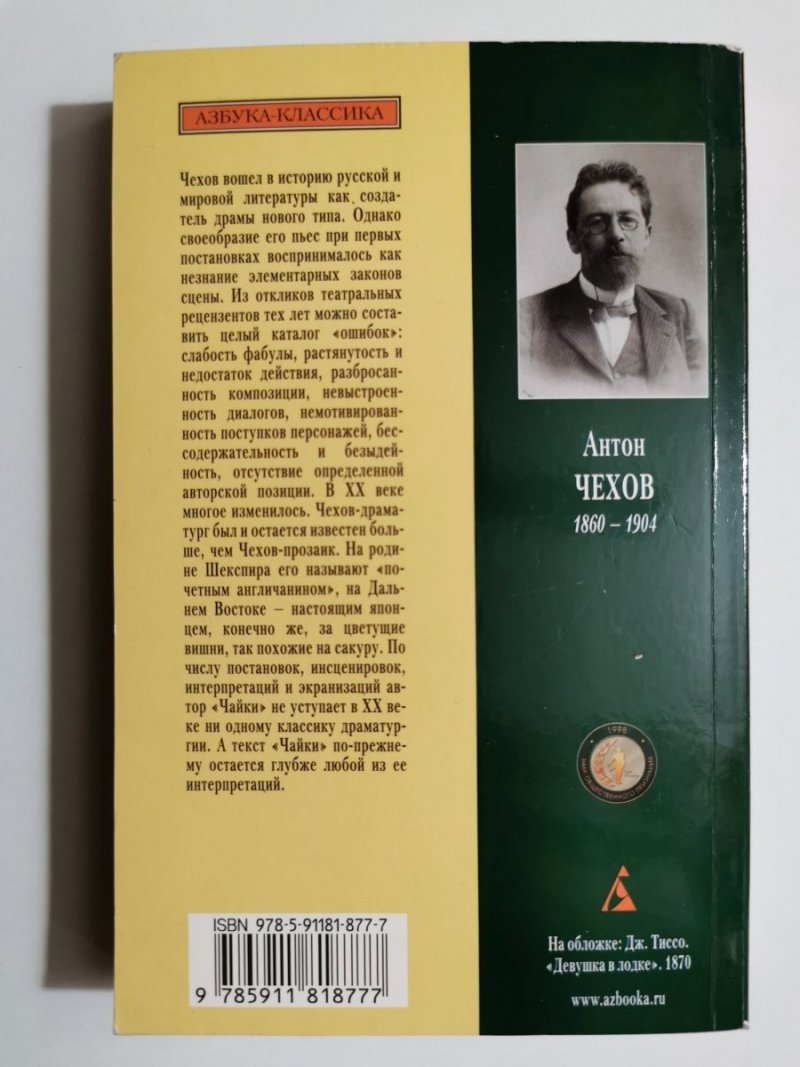 АЗБУКА-КЛАССИКА
Чехов вошел в историю русской и
мировой литературы как созда-
тель драмы нового типа. Однако
своеобразие его пьес при первых
постановках воспринималось как
незнание элементарных законов
сцены. Из откликов театральных
рецензентов тех лет можно соста-
вить целый каталог «ошибок»:
слабость фабулы, растянутость и
недостаток действия, разбросан-
ность композиции, невыстроен-
ность диалогов, немотивирован-
ность поступков персонажей, бес-
содержательность и безыдей-
ность, отсутствие определенной
авторской позиции. В XX веке
многое изменилось. Чехов-драма-
тург был и остается известен боль-
ше, чем Чехов-прозаик. На роди-
не Шекспира его называют «по-
четным англичанином», на Даль-
нем Востоке – настоящим япон-
цем, конечно же, за цветущие
вишни, так похожие на сакуру. По
числу постановок, инсценировок,
интерпретаций и экранизаций ав-
тор «Чайки» не уступает в XX ве-
ке ни одному классику драматур-
гии. А текст «Чайки» по-прежне-
му остается глубже любой из ее
интерпретаций.
ISBN 978-5-91181-877-7
9 785911 818777
Антон
ЧЕХОВ
1860 – 1904
1998
ЗНАК ОБЩЕСТВЕННОГО ПРИЗНАНИЯ
На обложке: Дж. Тиссо.
«Девушка в лодке». 1870
www.azbooka.ru